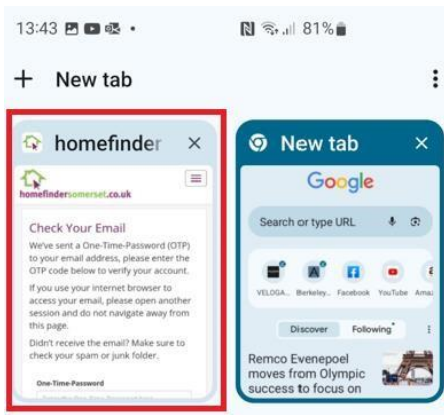 13:43
81%
+ New tab
homefinder
homefindersomerset.co.uk
Check Your Email
We've sent a One-Time-Password (OTP)
to your email address, please enter the
OTP code below to verify your account.
If you use your internet browser to
access your email, please open another
session and do not navigate away from
this page.
Didn't receive the email? Make sure to
check your spam or junk folder.
One-Time-Password
New tab
Google
Search or type URL
VELOGA... Berkeley... Facebook YouTube Amaz
Discover Following
Remco Evenepoel
moves from Olympic
success to focus on